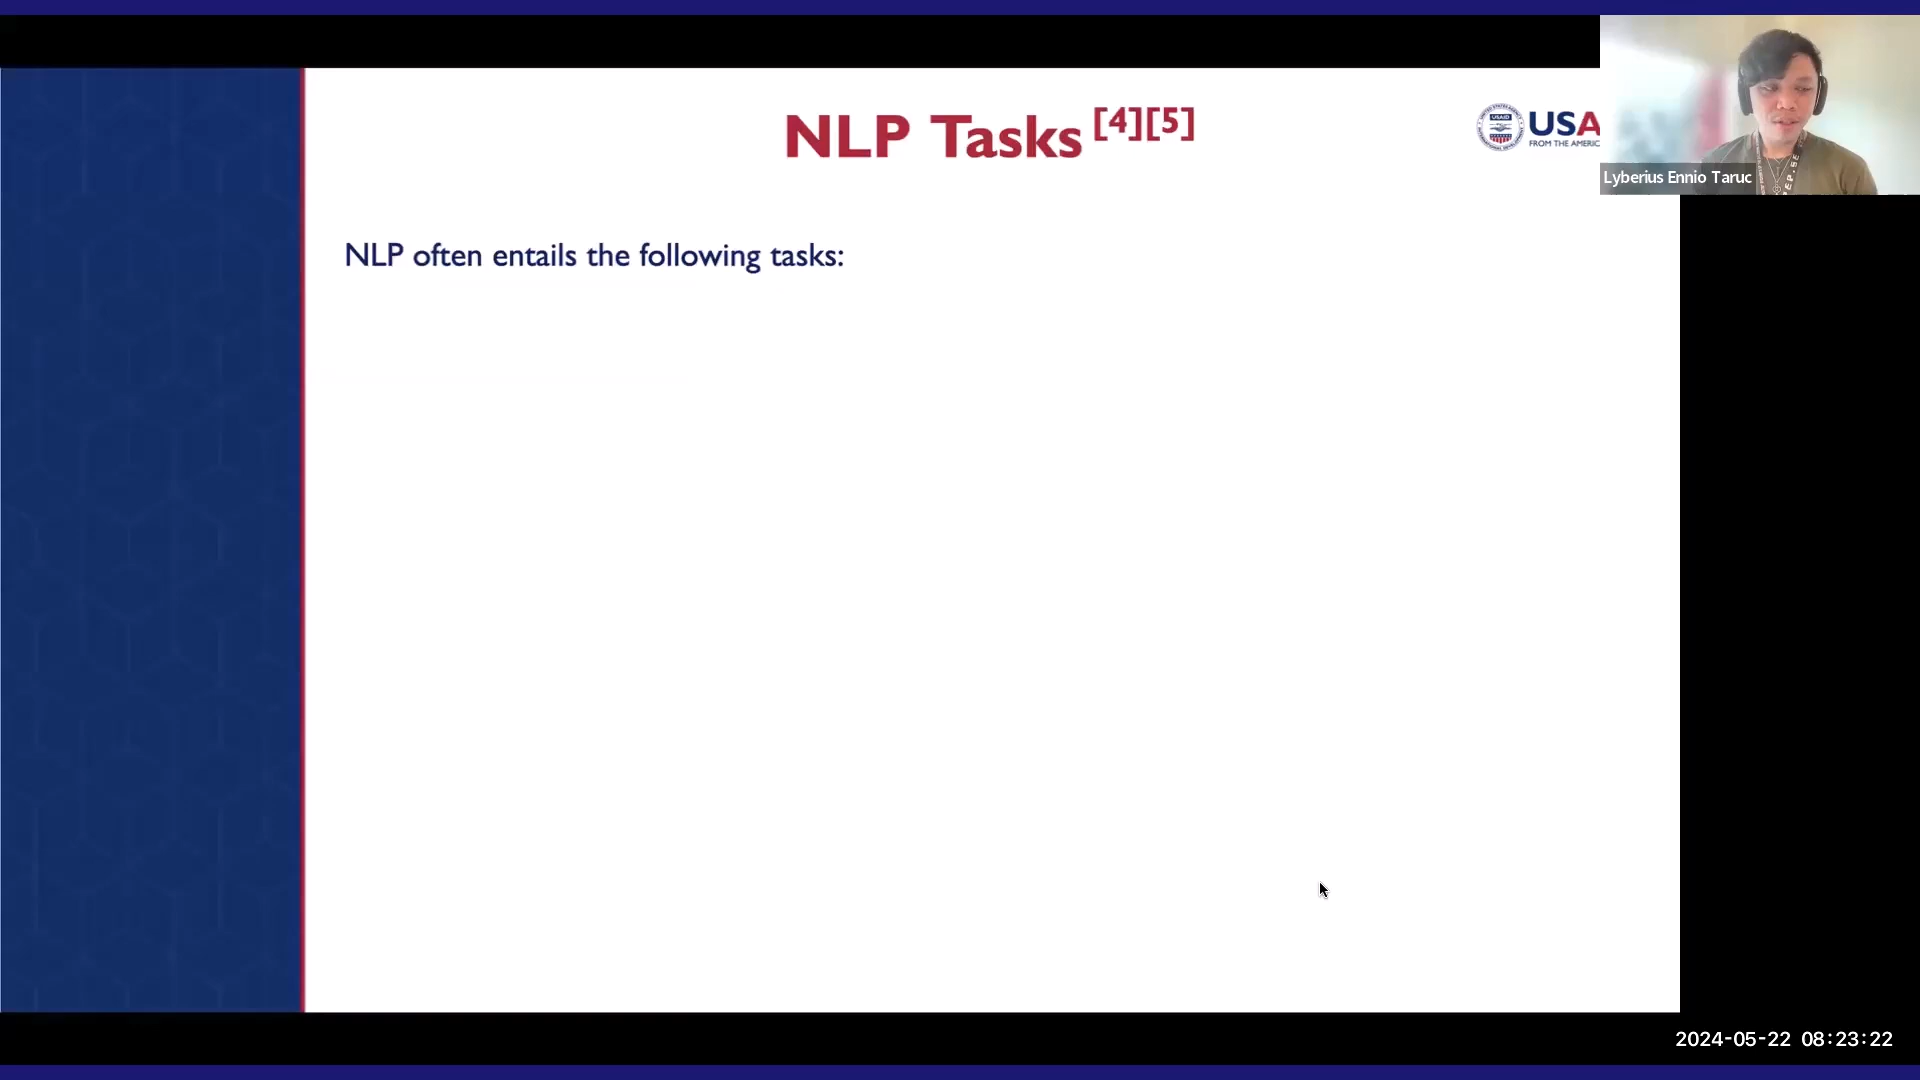 NLP Tasks [4][5]
USAID
USA
FROM THE AMERIC
Lyberius Ennio Taruc
NLP often entails the following tasks:
2024-05-22 08:23:22